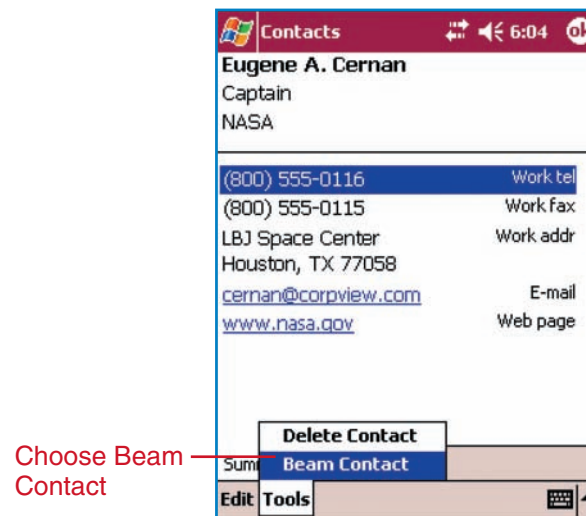 Contacts 6:04 ok
Eugene A. Cernan
Captain
NASA
(800) 555-0116 Work tel
(800) 555-0115 Work fax
LBJ Space Center Work addr
Houston, TX 77058
cernan@corpview.com E-mail
www.nasa.gov Web page
Delete Contact
Choose Beam
Contact
Beam Contact
Edit Tools